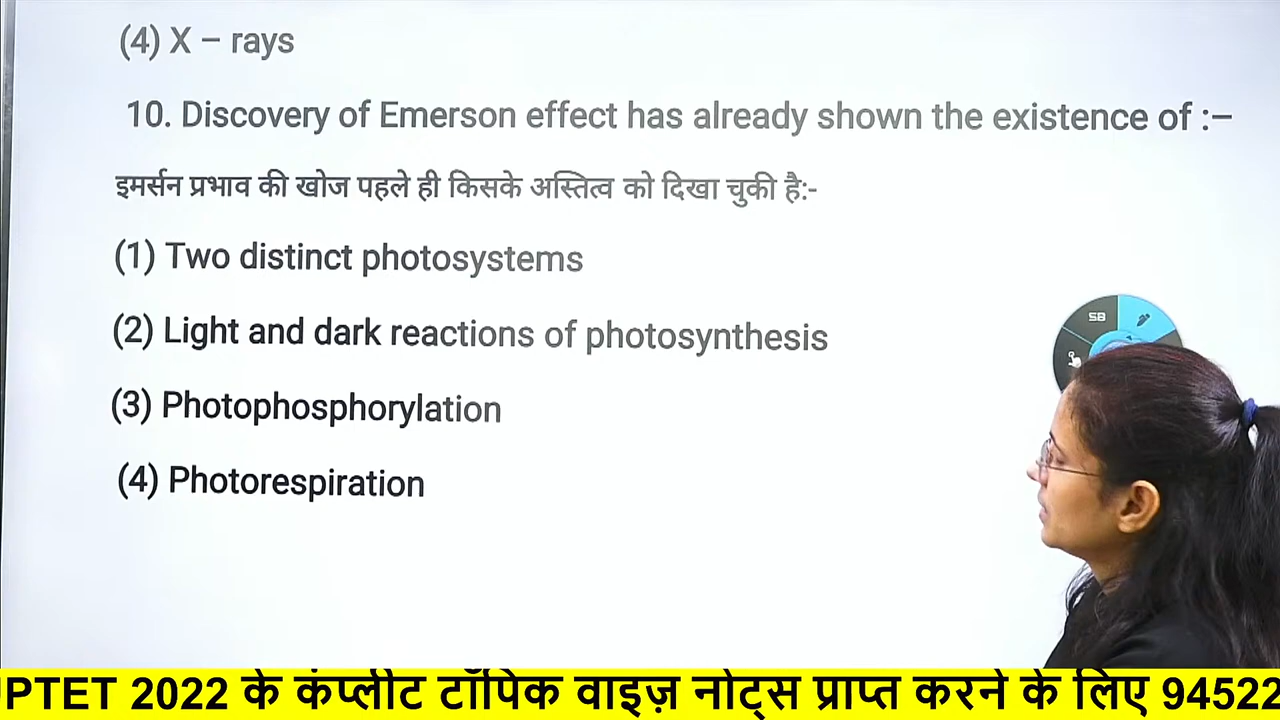 (4) X – rays
10. Discovery of Emerson effect has already shown the existence of :–
इमर्सन प्रभाव की खोज पहले ही किसके अस्तित्व को दिखा चुकी है:-
(1) Two distinct photosystems
(2) Light and dark reactions of photosynthesis
(3) Photophosphorylation
(4) Photorespiration
SB
UPTET 2022 के कंप्लीट टॉपिक वाइज़ नोट्स प्राप्त करने के लिए 94522